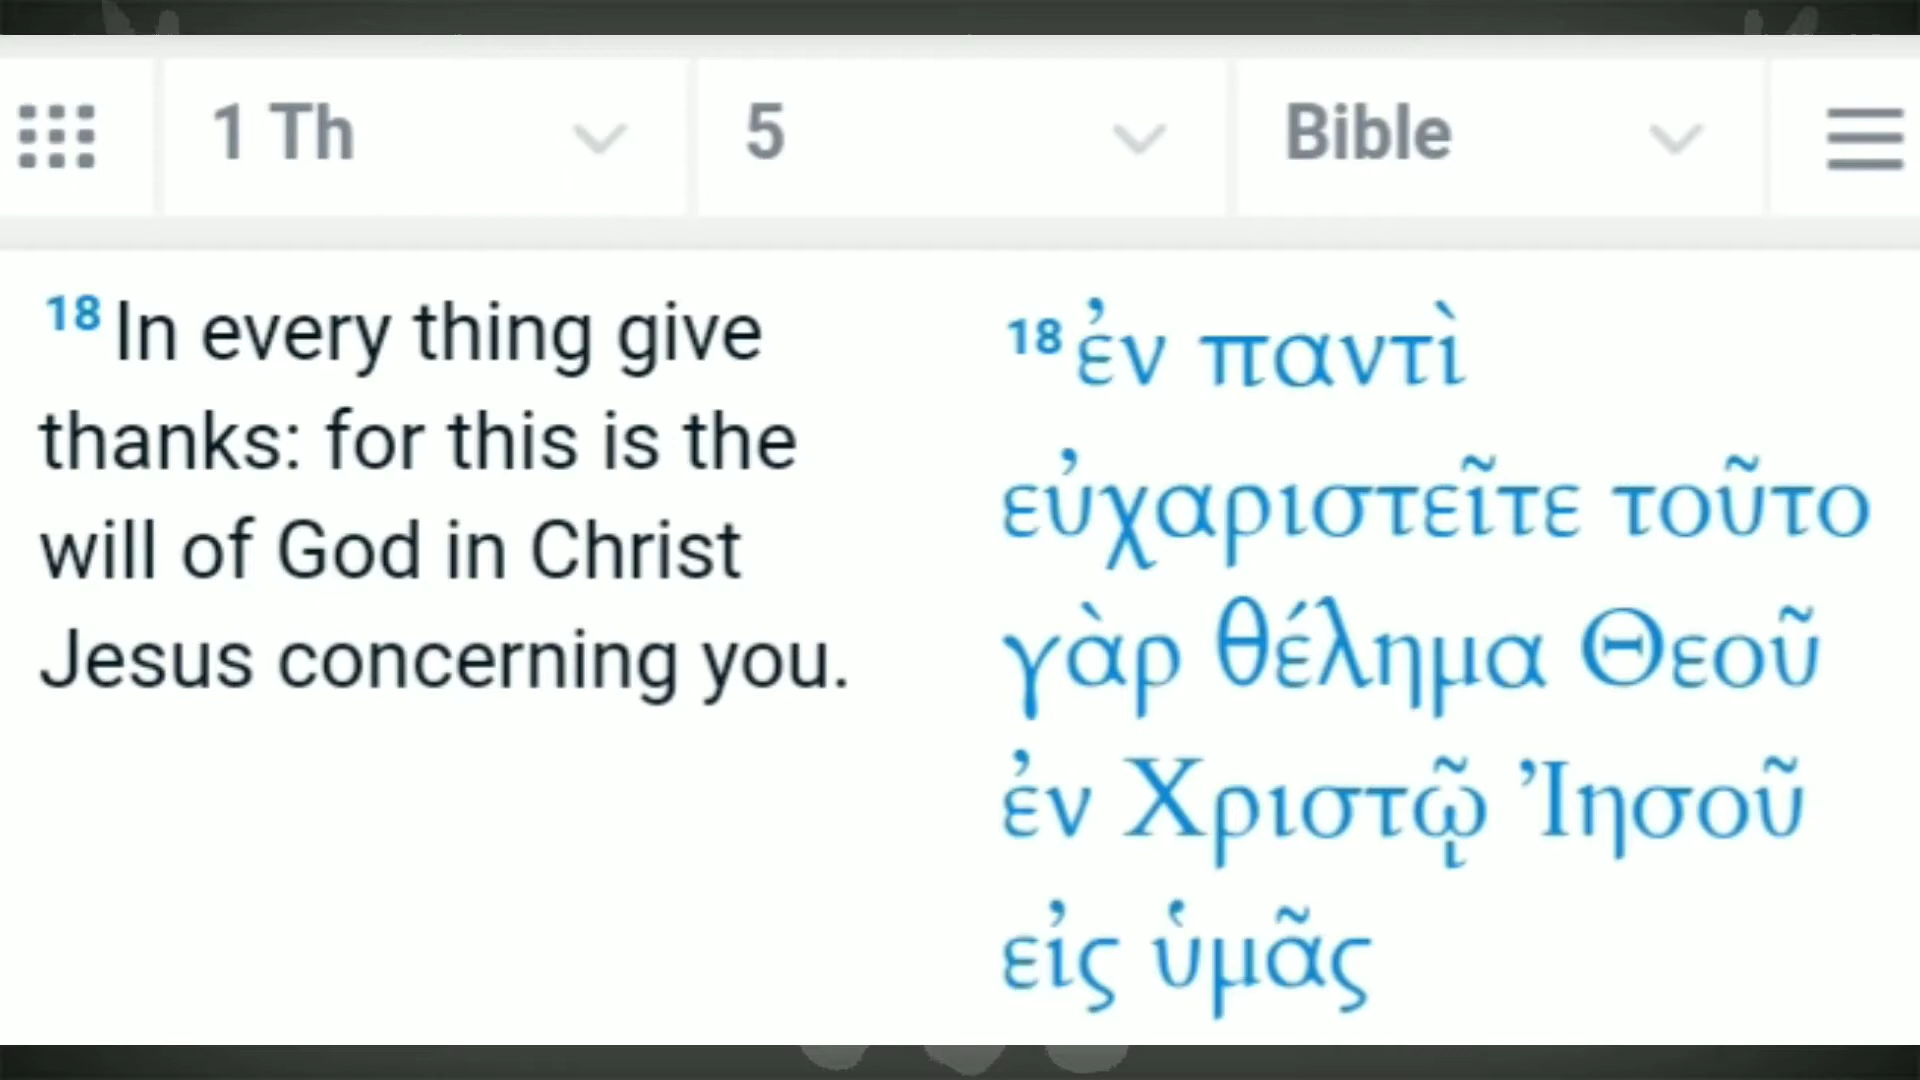 1 Th
5
Bible
18 In every thing give
thanks: for this is the
will of God in Christ
Jesus concerning you.
18 ἐν παντὶ
εὐχαριστεῖτε τοῦτο
γὰρ θέλημα Θεοῦ
ἐν Χριστῷ Ἰησοῦ
εἰς ὑμᾶς